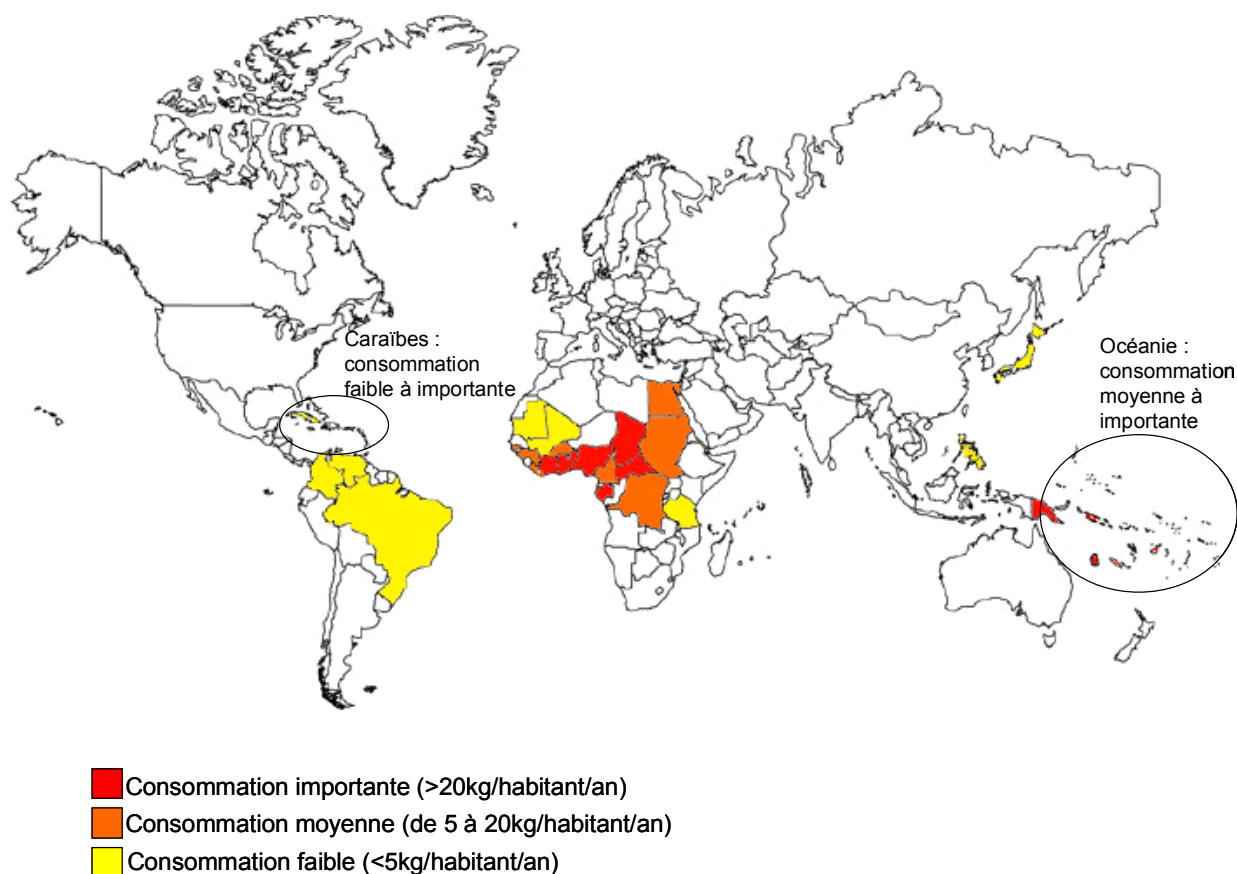 Caraïbes :
consommation
faible à importante
Océanie :
consommation
moyenne à
importante
Consommation importante (>20kg/habitant/an)
Consommation moyenne (de 5 à 20kg/habitant/an)
Consommation faible (<5kg/habitant/an)